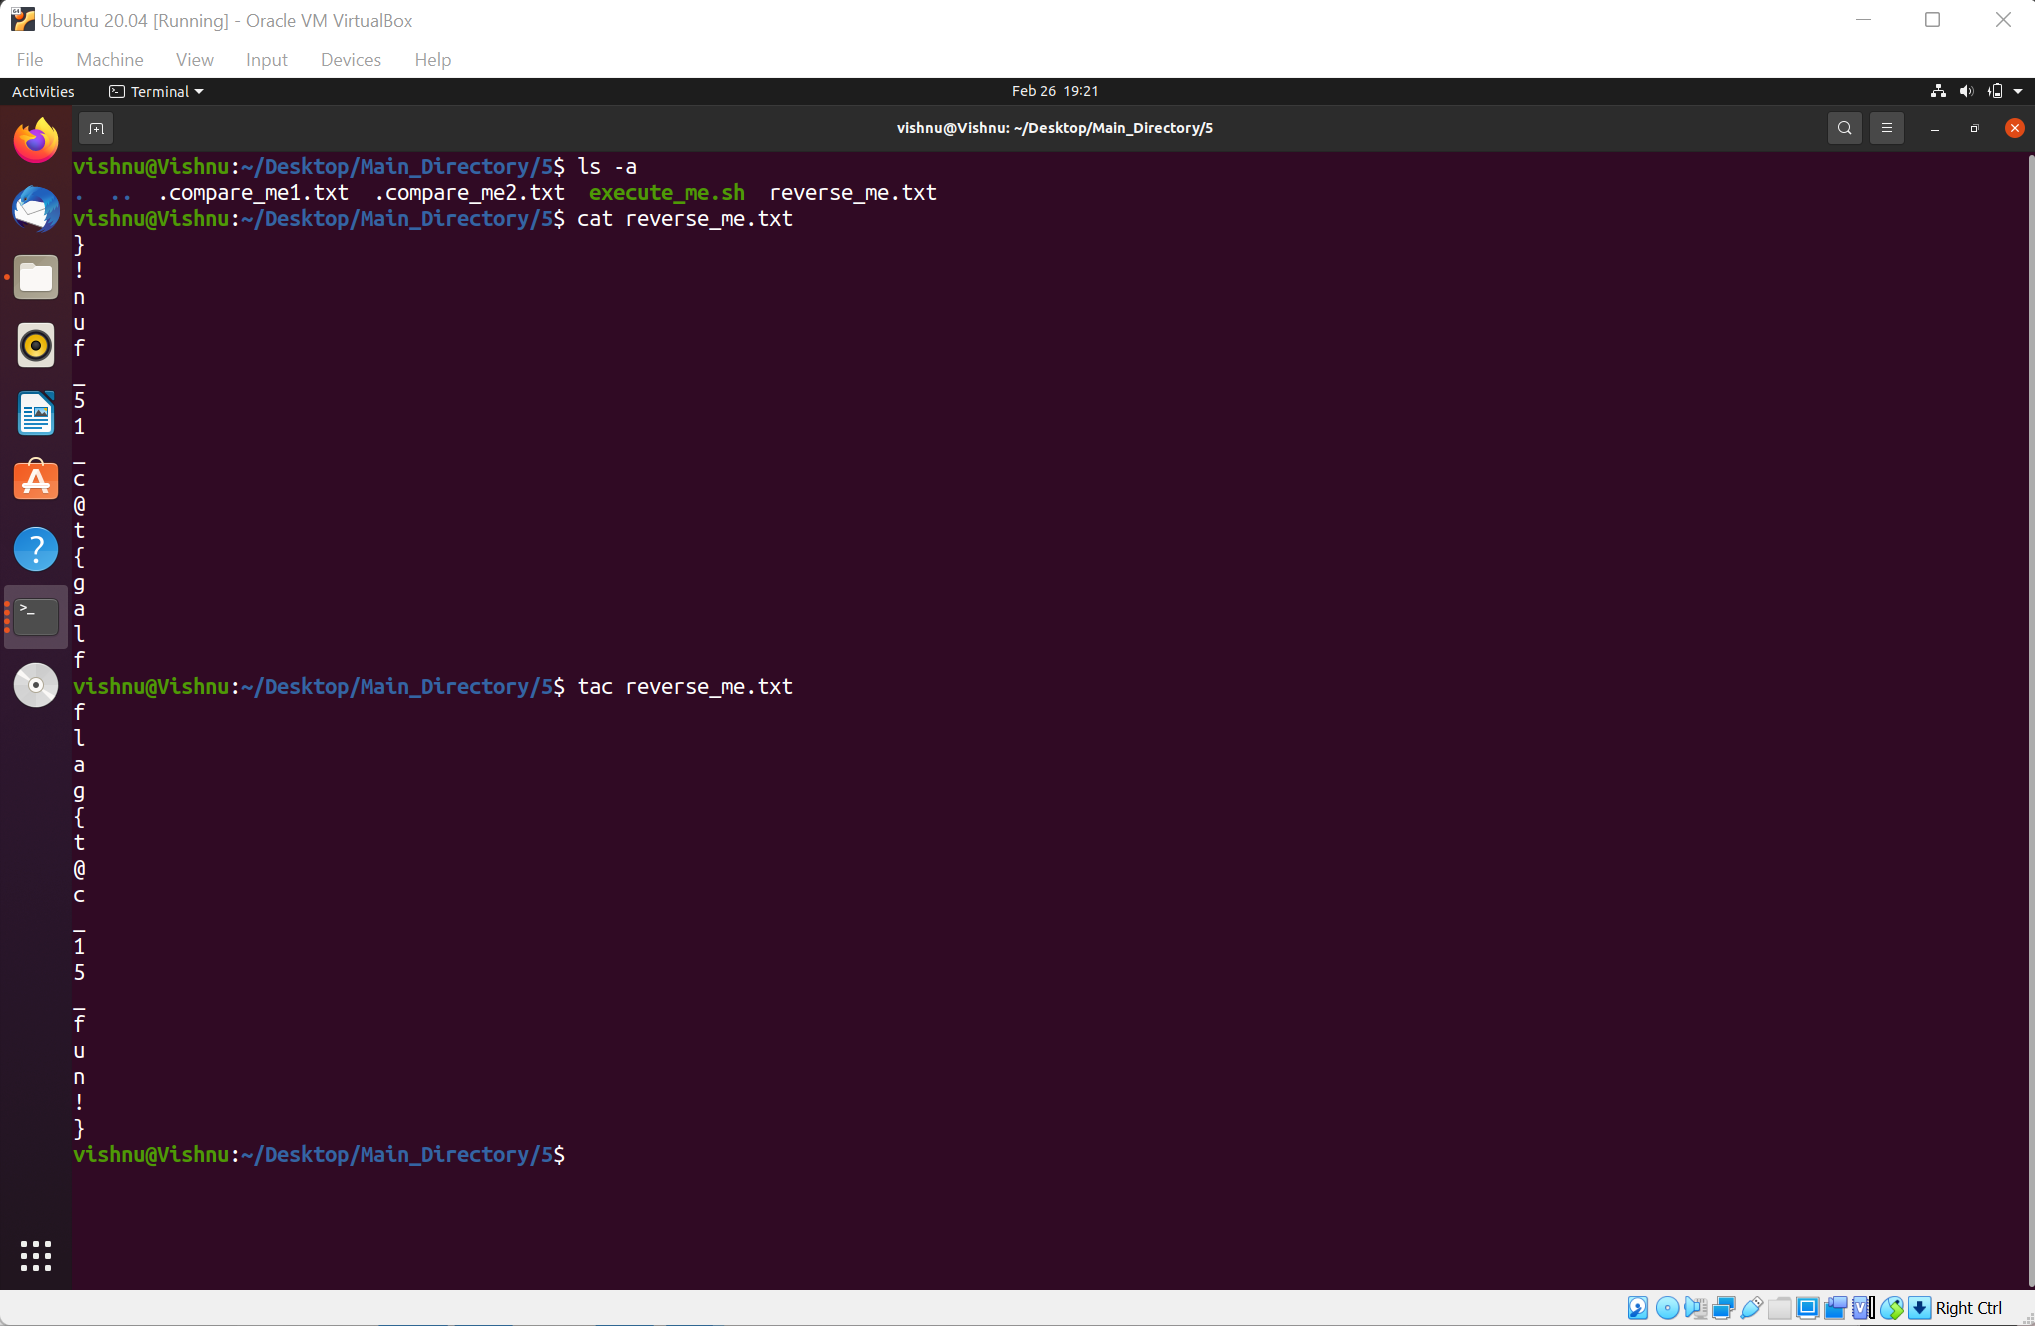 Ubuntu 20.04 [Running] - Oracle VM VirtualBox
File Machine View Input Devices Help
Activities Terminal Feb 26 19:21
vishnu@Vishnu: ~/Desktop/Main_Directory/5
vishnu@Vishnu:~/Desktop/Main_Directory/5$ ls -a
. .. .compare_me1.txt .compare_me2.txt execute_me.sh reverse_me.txt
vishnu@Vishnu:~/Desktop/Main_Directory/5$ cat reverse_me.txt
}
!
n
u
f
_
5
1
_
c
@
t
{
g
a
l
f
vishnu@Vishnu:~/Desktop/Main_Directory/5$ tac reverse_me.txt
f
l
a
g
{
t
@
c
_
1
5
_
f
u
n
!
}
vishnu@Vishnu:~/Desktop/Main_Directory/5$
Right Ctrl